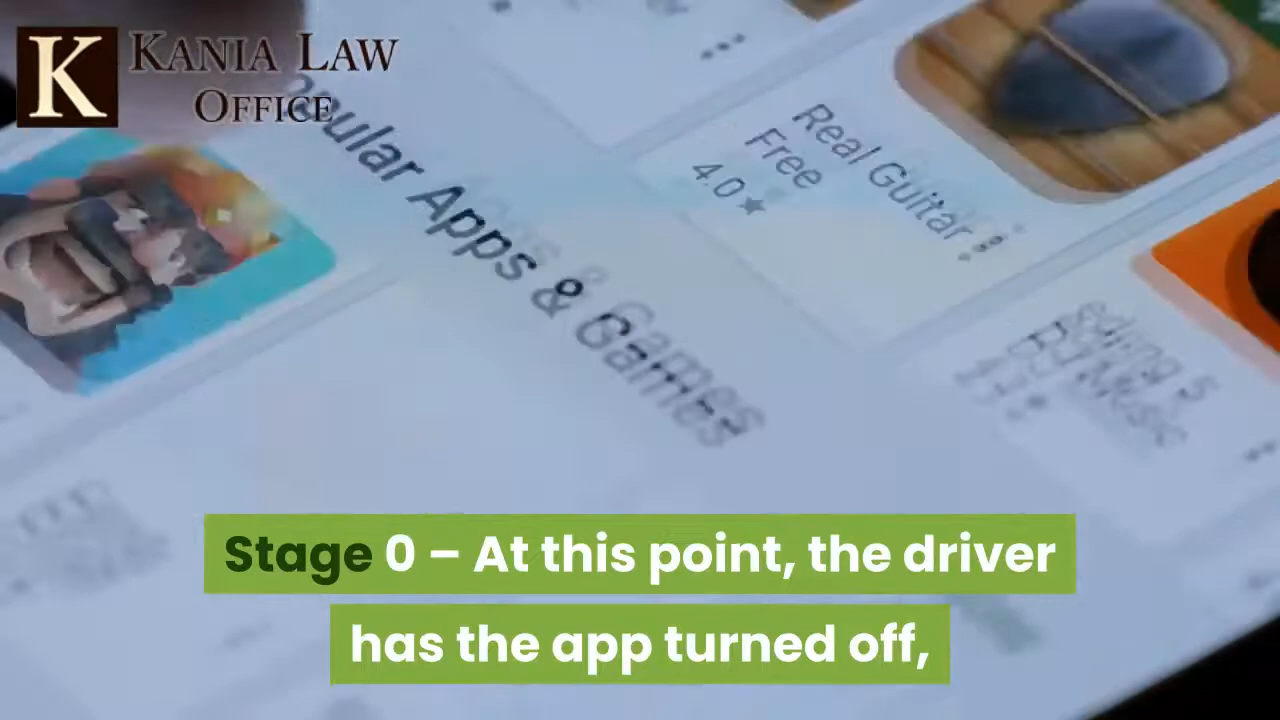 KANIA LAW
OFFICE
opular Apps & Games
Real Guitar
Free
4.0★
Stage 0 – At this point, the driver
has the app turned off,